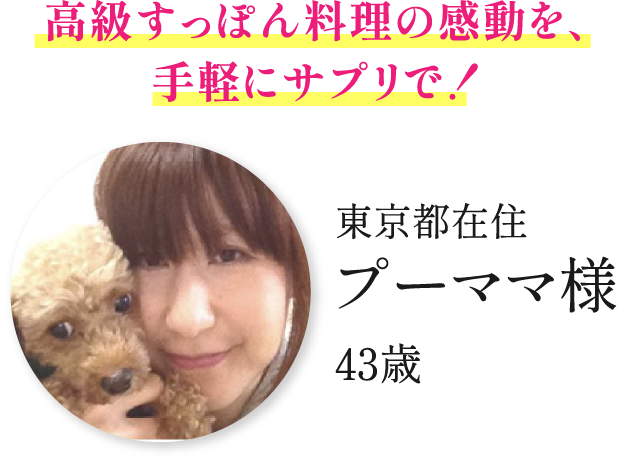 高級すっぽん料理の感動を、
手軽にサプリで！
東京都在住
プーママ様
43歳